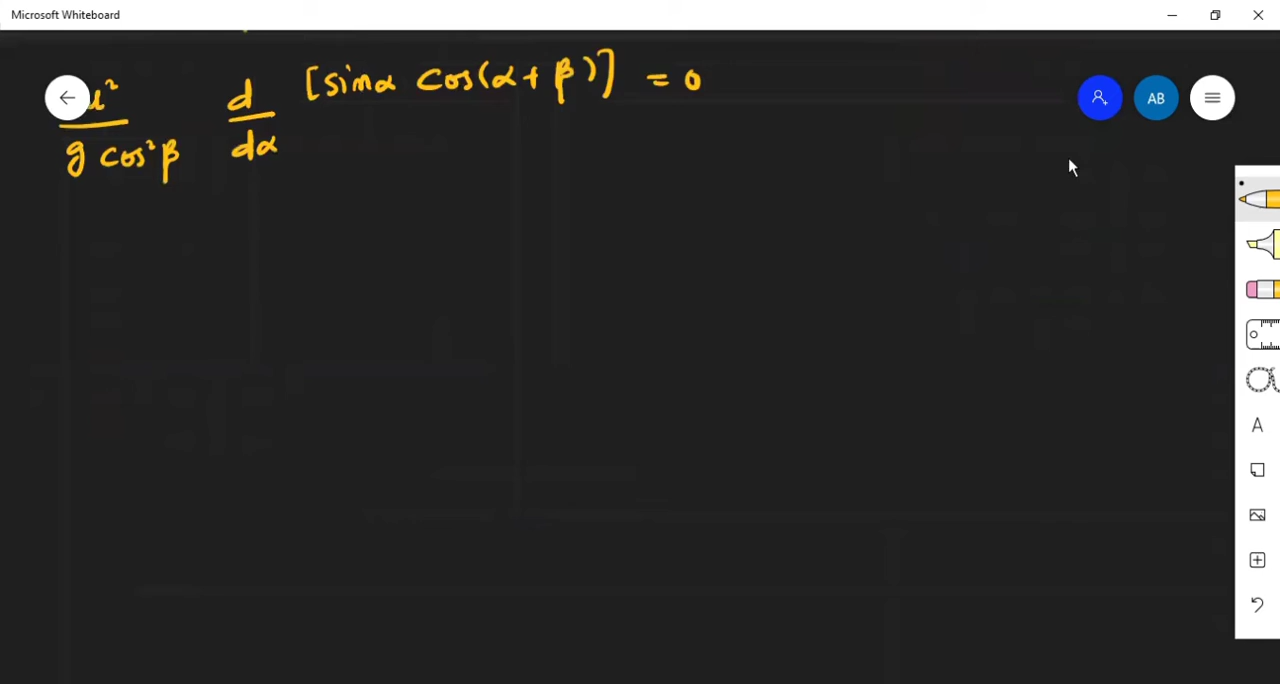 Microsoft Whiteboard
u²/(g cos²β) d/dα [sinα cos(α+β)] = 0
AB
A